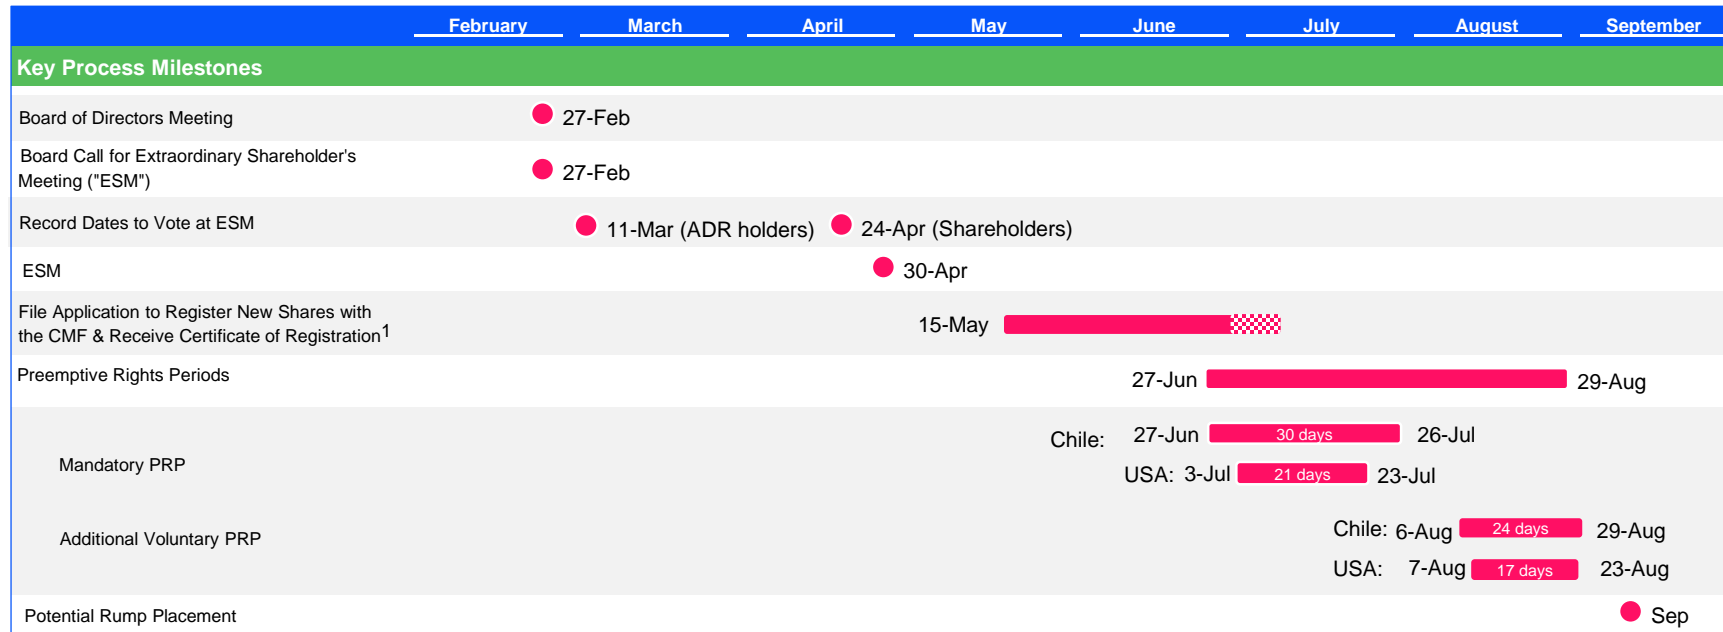 February March April May June July August September
Key Process Milestones
Board of Directors Meeting 27-Feb
Board Call for Extraordinary Shareholder's
Meeting ("ESM") 27-Feb
Record Dates to Vote at ESM 11-Mar (ADR holders) 24-Apr (Shareholders)
ESM 30-Apr
File Application to Register New Shares with
the CMF & Receive Certificate of Registration1 15-May
Preemptive Rights Periods 27-Jun 29-Aug
Mandatory PRP
Chile: 27-Jun 30 days 26-Jul
USA: 3-Jul 21 days 23-Jul
Additional Voluntary PRP
Chile: 6-Aug 24 days 29-Aug
USA: 7-Aug 17 days 23-Aug
Potential Rump Placement Sep